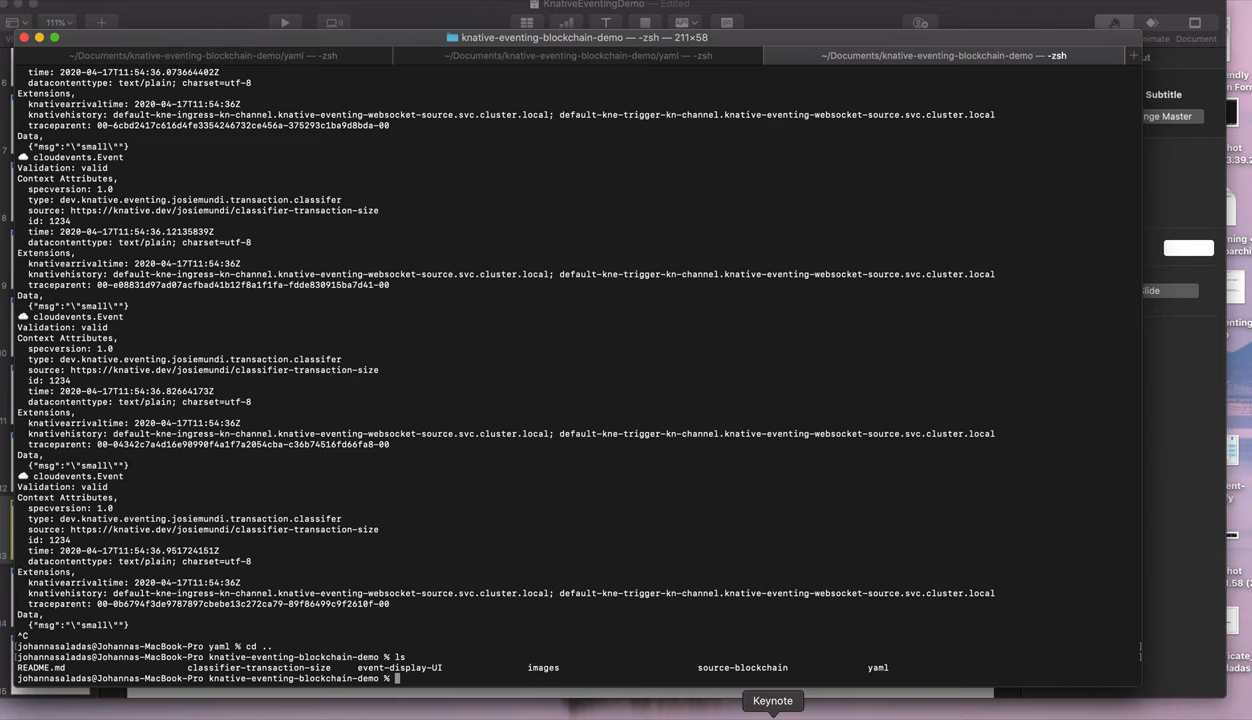 KnativeEventingDemo — Edited
111%
knative-eventing-blockchain-demo — -zsh — 211×58
~/Documents/knative-eventing-blockchain-demo/yaml — -zsh
~/Documents/knative-eventing-blockchain-demo/yaml — -zsh
~/Documents/knative-eventing-blockchain-demo — -zsh
time: 2020-04-17T11:54:36.073664402Z
datacontenttype: text/plain; charset=utf-8
Extensions,
knativearrivaltime: 2020-04-17T11:54:36Z
knativehistory: default-kne-ingress-kn-channel.knative-eventing-websocket-source.svc.cluster.local; default-kne-trigger-kn-channel.knative-eventing-websocket-source.svc.cluster.local
traceparent: 00-6cbd2417c616d4fe3354246732ce456a-375293c1ba9d8bda-00
Data,
{"msg":"\"small\""}
☁️ cloudevents.Event
Validation: valid
Context Attributes,
specversion: 1.0
type: dev.knative.eventing.josiemundi.transaction.classifer
source: https://knative.dev/josiemundi/classifier-transaction-size
id: 1234
time: 2020-04-17T11:54:36.12135839Z
datacontenttype: text/plain; charset=utf-8
Extensions,
knativearrivaltime: 2020-04-17T11:54:36Z
knativehistory: default-kne-ingress-kn-channel.knative-eventing-websocket-source.svc.cluster.local; default-kne-trigger-kn-channel.knative-eventing-websocket-source.svc.cluster.local
traceparent: 00-e08831d97ad07acfbad41b12f8a1f1fa-fdde830915ba7d41-00
Data,
{"msg":"\"small\""}
☁️ cloudevents.Event
Validation: valid
Context Attributes,
specversion: 1.0
type: dev.knative.eventing.josiemundi.transaction.classifer
source: https://knative.dev/josiemundi/classifier-transaction-size
id: 1234
time: 2020-04-17T11:54:36.82664173Z
datacontenttype: text/plain; charset=utf-8
Extensions,
knativearrivaltime: 2020-04-17T11:54:36Z
knativehistory: default-kne-ingress-kn-channel.knative-eventing-websocket-source.svc.cluster.local; default-kne-trigger-kn-channel.knative-eventing-websocket-source.svc.cluster.local
traceparent: 00-04342c7a4d16e90990f4a1f7a2054cba-c36b74516fd66fa8-00
Data,
{"msg":"\"small\""}
☁️ cloudevents.Event
Validation: valid
Context Attributes,
specversion: 1.0
type: dev.knative.eventing.josiemundi.transaction.classifer
source: https://knative.dev/josiemundi/classifier-transaction-size
id: 1234
time: 2020-04-17T11:54:36.951724151Z
datacontenttype: text/plain; charset=utf-8
Extensions,
knativearrivaltime: 2020-04-17T11:54:36Z
knativehistory: default-kne-ingress-kn-channel.knative-eventing-websocket-source.svc.cluster.local; default-kne-trigger-kn-channel.knative-eventing-websocket-source.svc.cluster.local
traceparent: 00-0b6794f3de9787897cbebe13c272ca79-89f86499c9f2610f-00
Data,
{"msg":"\"small\""}
^C
[johannasaladas@Johannas-MacBook-Pro yaml % cd .. ]
[johannasaladas@Johannas-MacBook-Pro knative-eventing-blockchain-demo % ls ]
README.md classifier-transaction-size event-display-UI images source-blockchain yaml
johannasaladas@Johannas-MacBook-Pro knative-eventing-blockchain-demo %
Keynote
Document
Subtitle
nge Master
lide